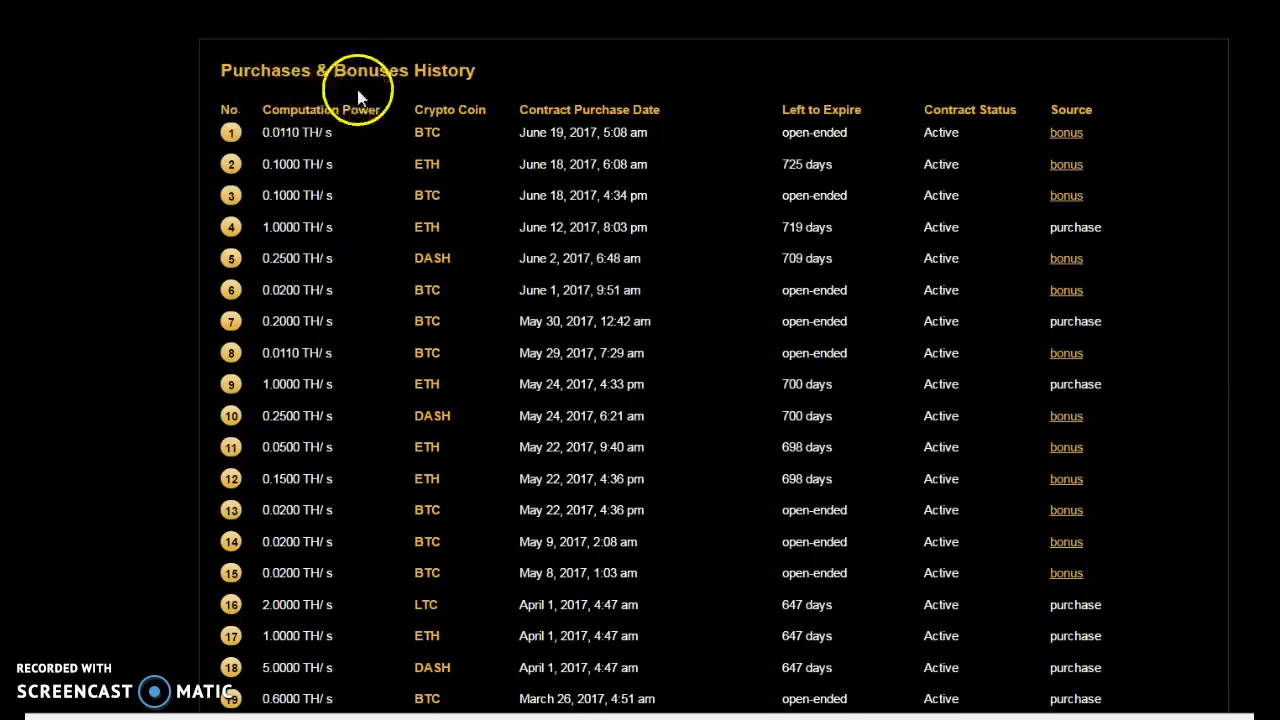 Purchases & Bonuses History
No. Computation Power Crypto Coin Contract Purchase Date Left to Expire Contract Status Source
1 0.0110 TH/ s BTC June 19, 2017, 5:08 am open-ended Active bonus
2 0.1000 TH/ s ETH June 18, 2017, 6:08 am 725 days Active bonus
3 0.1000 TH/ s BTC June 18, 2017, 4:34 pm open-ended Active bonus
4 1.0000 TH/ s ETH June 12, 2017, 8:03 pm 719 days Active purchase
5 0.2500 TH/ s DASH June 2, 2017, 6:48 am 709 days Active bonus
6 0.0200 TH/ s BTC June 1, 2017, 9:51 am open-ended Active bonus
7 0.2000 TH/ s BTC May 30, 2017, 12:42 am open-ended Active purchase
8 0.0110 TH/ s BTC May 29, 2017, 7:29 am open-ended Active bonus
9 1.0000 TH/ s ETH May 24, 2017, 4:33 pm 700 days Active purchase
10 0.2500 TH/ s DASH May 24, 2017, 6:21 am 700 days Active bonus
11 0.0500 TH/ s ETH May 22, 2017, 9:40 am 698 days Active bonus
12 0.1500 TH/ s ETH May 22, 2017, 4:36 pm 698 days Active bonus
13 0.0200 TH/ s BTC May 22, 2017, 4:36 pm open-ended Active bonus
14 0.0200 TH/ s BTC May 9, 2017, 2:08 am open-ended Active bonus
15 0.0200 TH/ s BTC May 8, 2017, 1:03 am open-ended Active bonus
16 2.0000 TH/ s LTC April 1, 2017, 4:47 am 647 days Active purchase
17 1.0000 TH/ s ETH April 1, 2017, 4:47 am 647 days Active purchase
18 5.0000 TH/ s DASH April 1, 2017, 4:47 am 647 days Active purchase
19 0.6000 TH/ s BTC March 26, 2017, 4:51 am open-ended Active purchase
RECORDED WITH
SCREENCAST MATIC